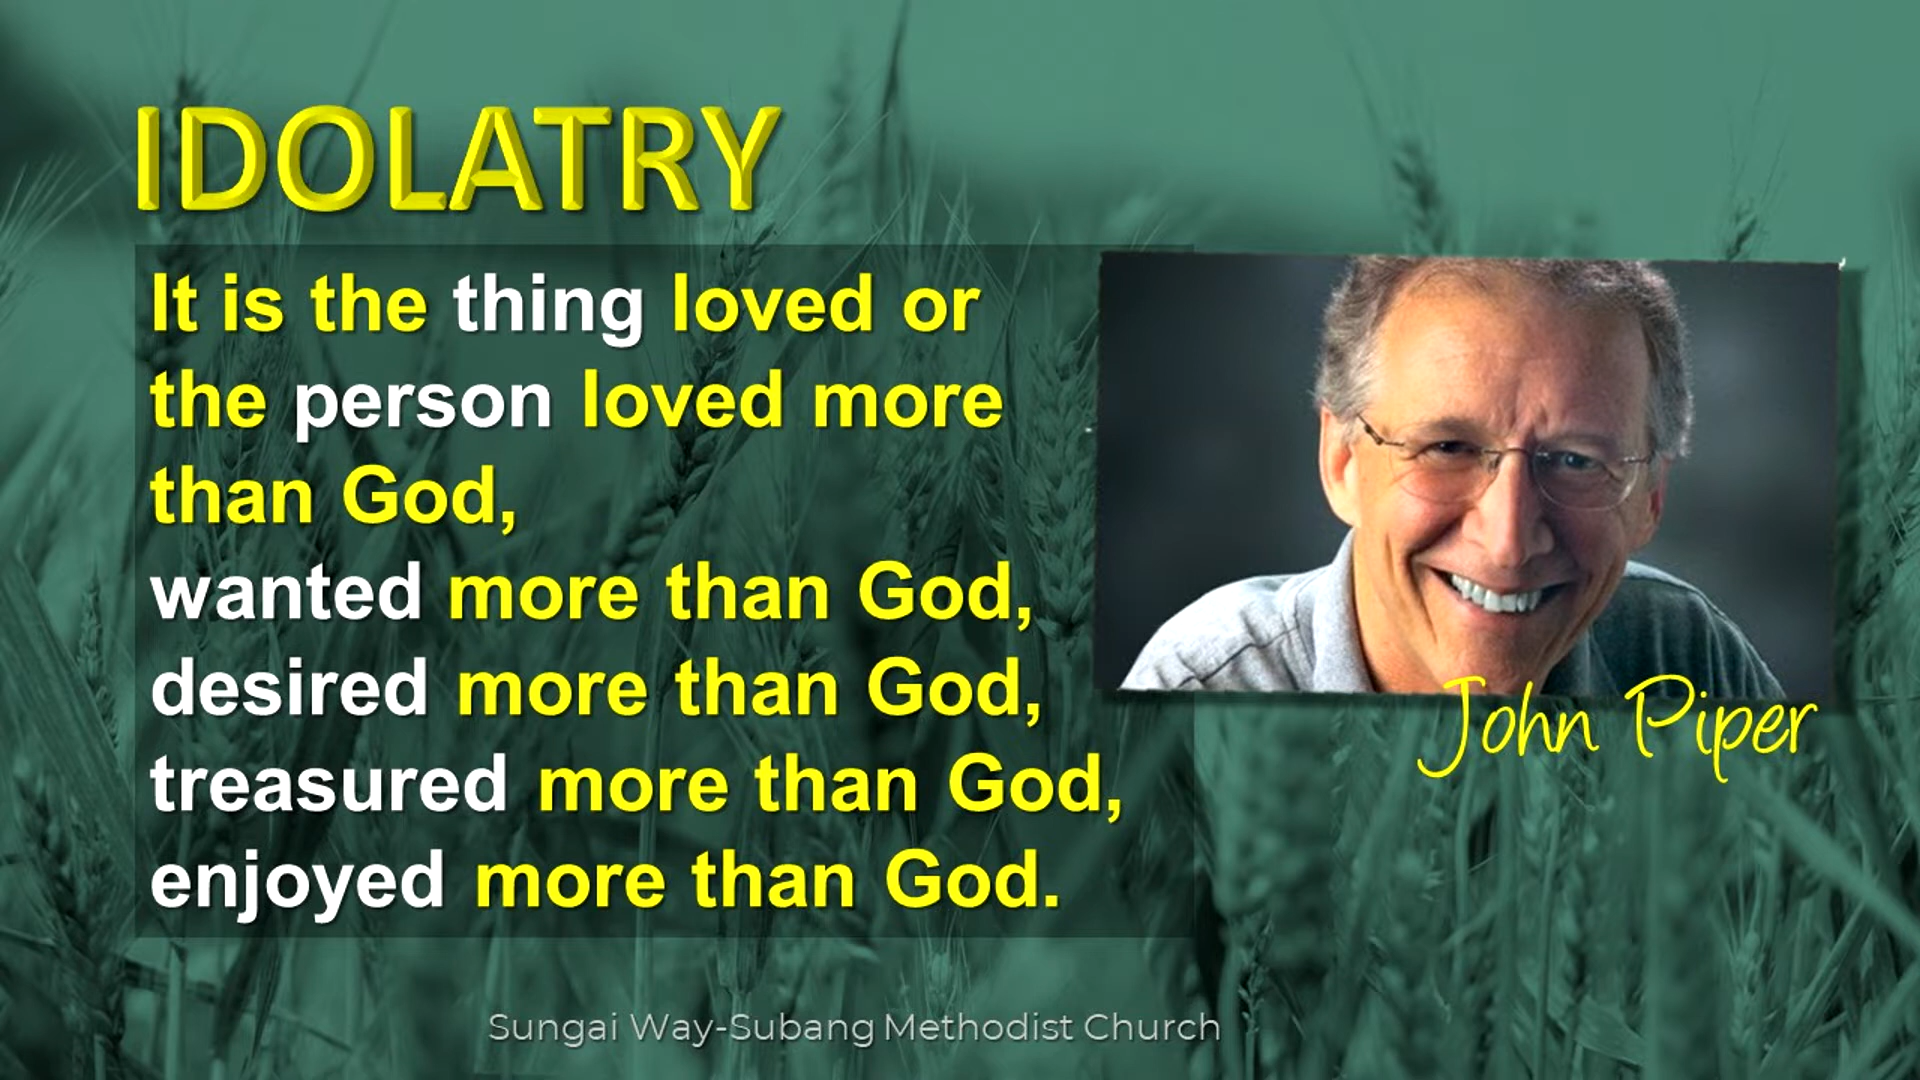 IDOLATRY
It is the thing loved or
the person loved more
than God,
wanted more than God,
desired more than God,
treasured more than God,
enjoyed more than God.
John Piper
Sungai Way-Subang Methodist Church